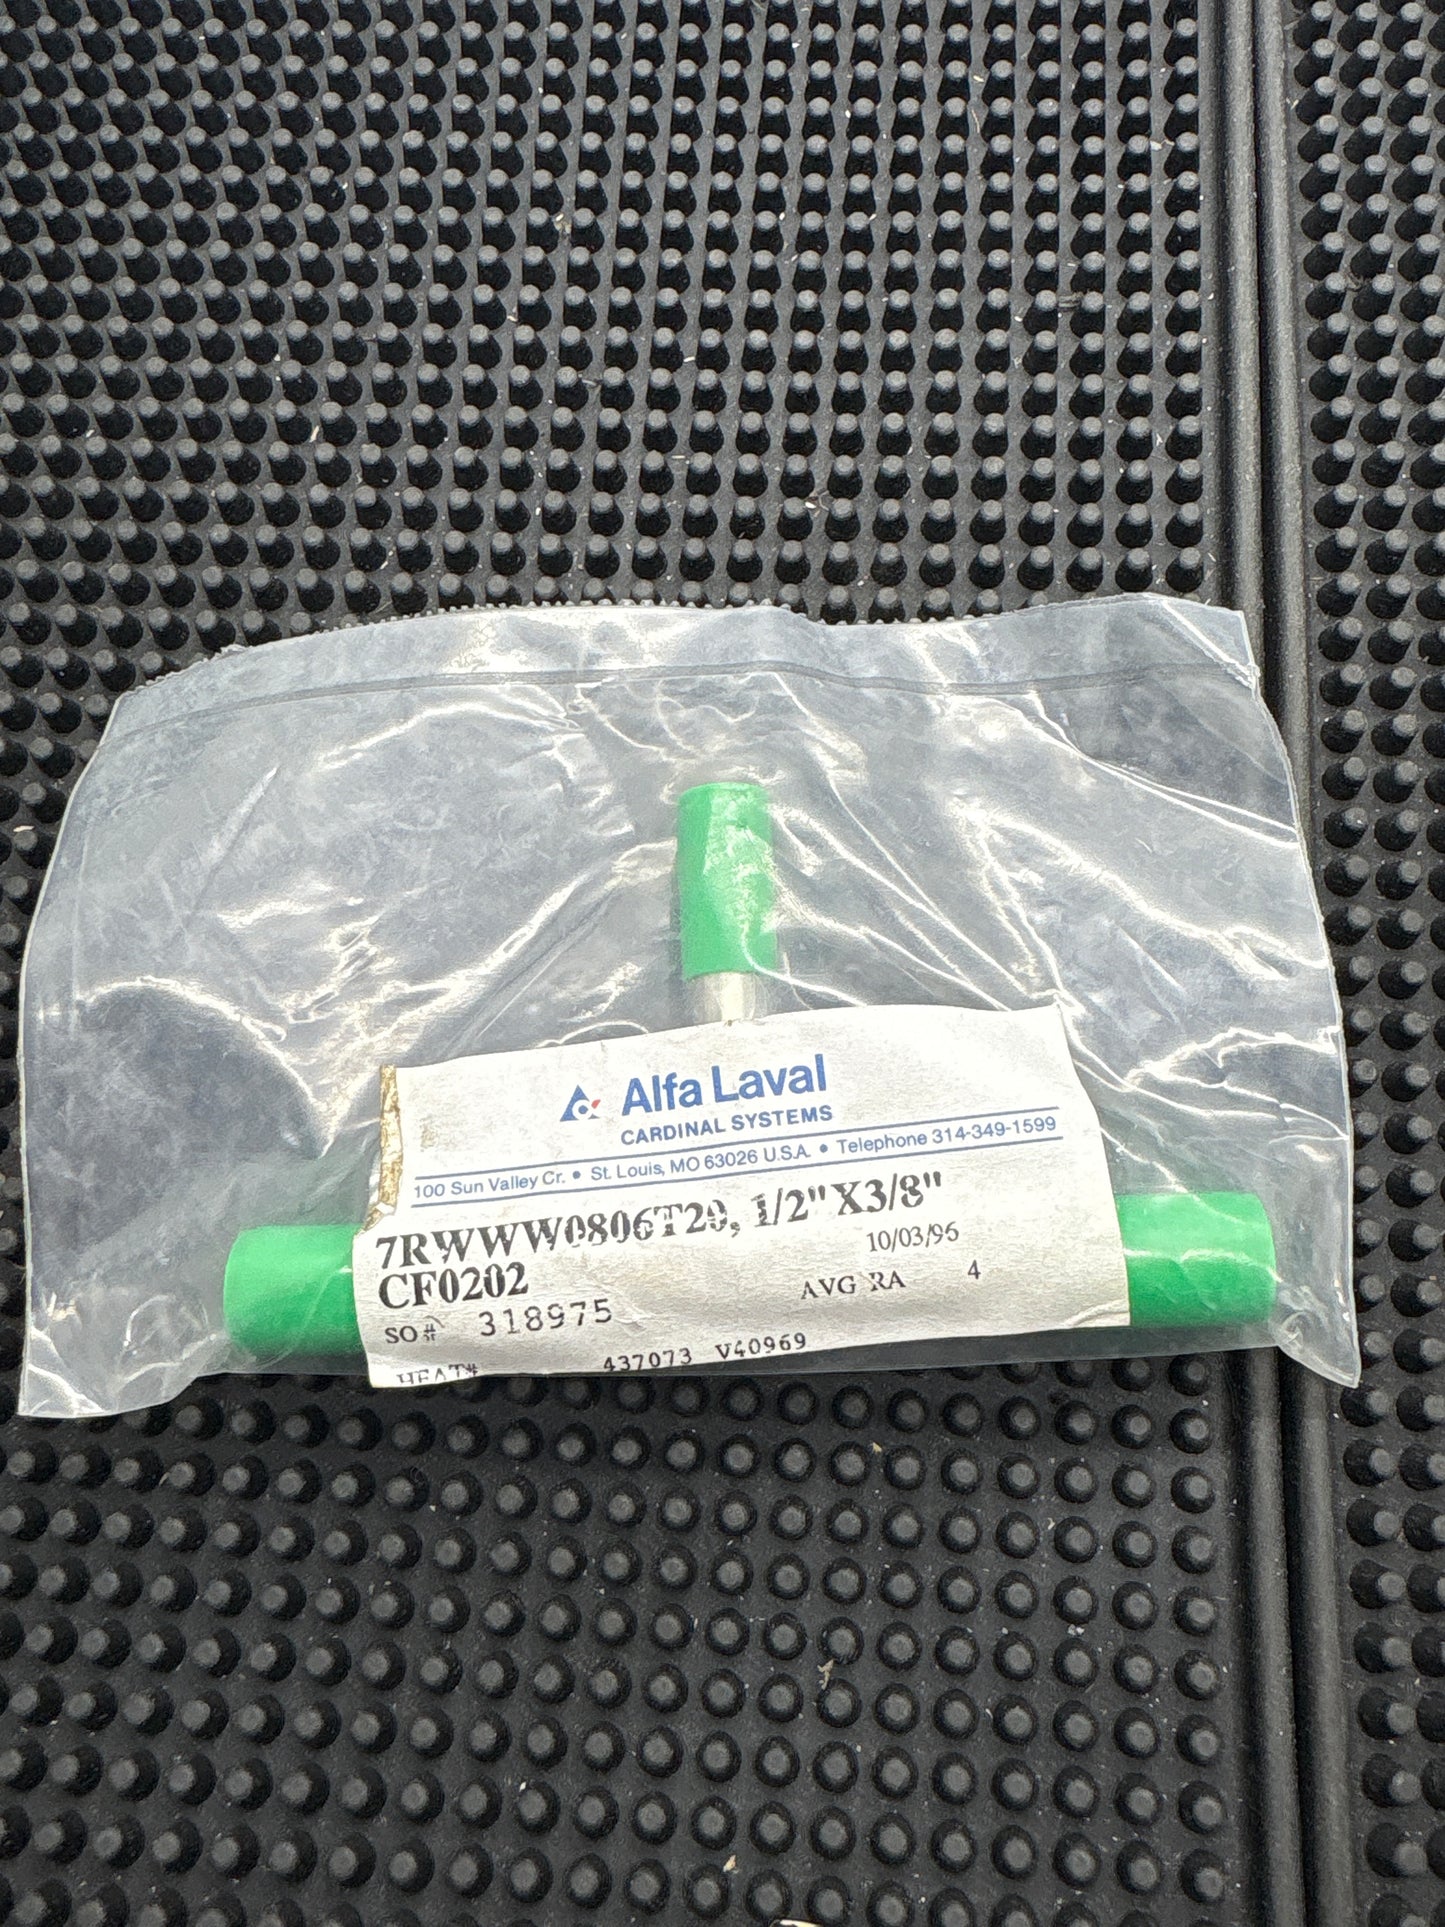 Alfa Laval
CARDINAL SYSTEMS
100 Sun Valley Cr. • St. Louis, MO 63026 U.S.A. • Telephone 314-349-1599
7RWWW0806T20, 1/2" X3/8"
10/03/95
CF0202
AVG RA 4
SO# 318975
HEAT# 437073 V40969